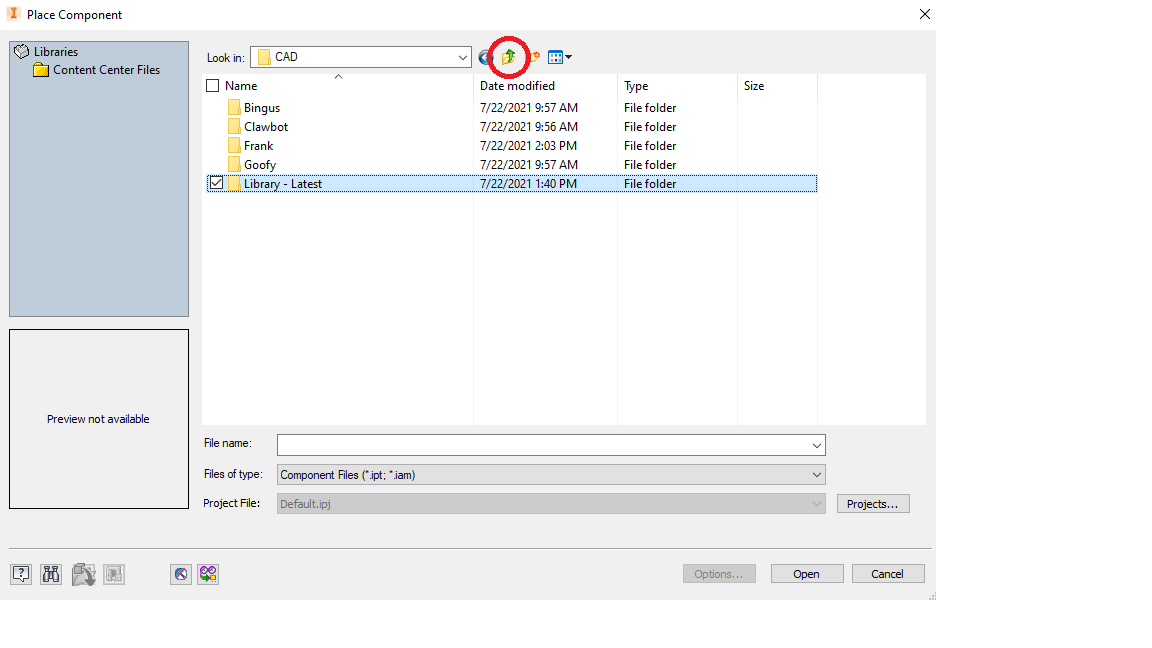 Place Component
Libraries
Content Center Files
Look in: CAD
Name Date modified Type Size
Bingus 7/22/2021 9:57 AM File folder
Clawbot 7/22/2021 9:56 AM File folder
Frank 7/22/2021 2:03 PM File folder
Goofy 7/22/2021 9:57 AM File folder
Library - Latest 7/22/2021 1:40 PM File folder
Preview not available
File name:
Files of type: Component Files (*.ipt; *.iam)
Project File: Default.ipj Projects...
Options... Open Cancel